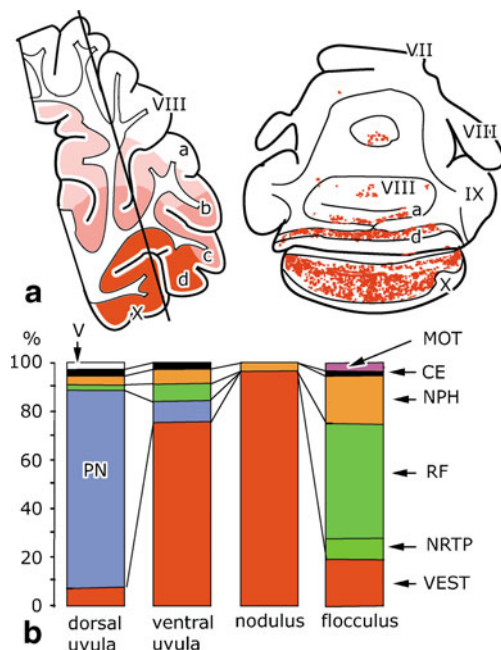 VIII
a
b
c
d
X
a
VII
VIII
VIII
IX
a
d
X
%
V
100
80
60
40
20
0
PN
MOT
CE
NPH
RF
NRTP
VEST
b
dorsal
uvula
ventral
uvula
nodulus
flocculus